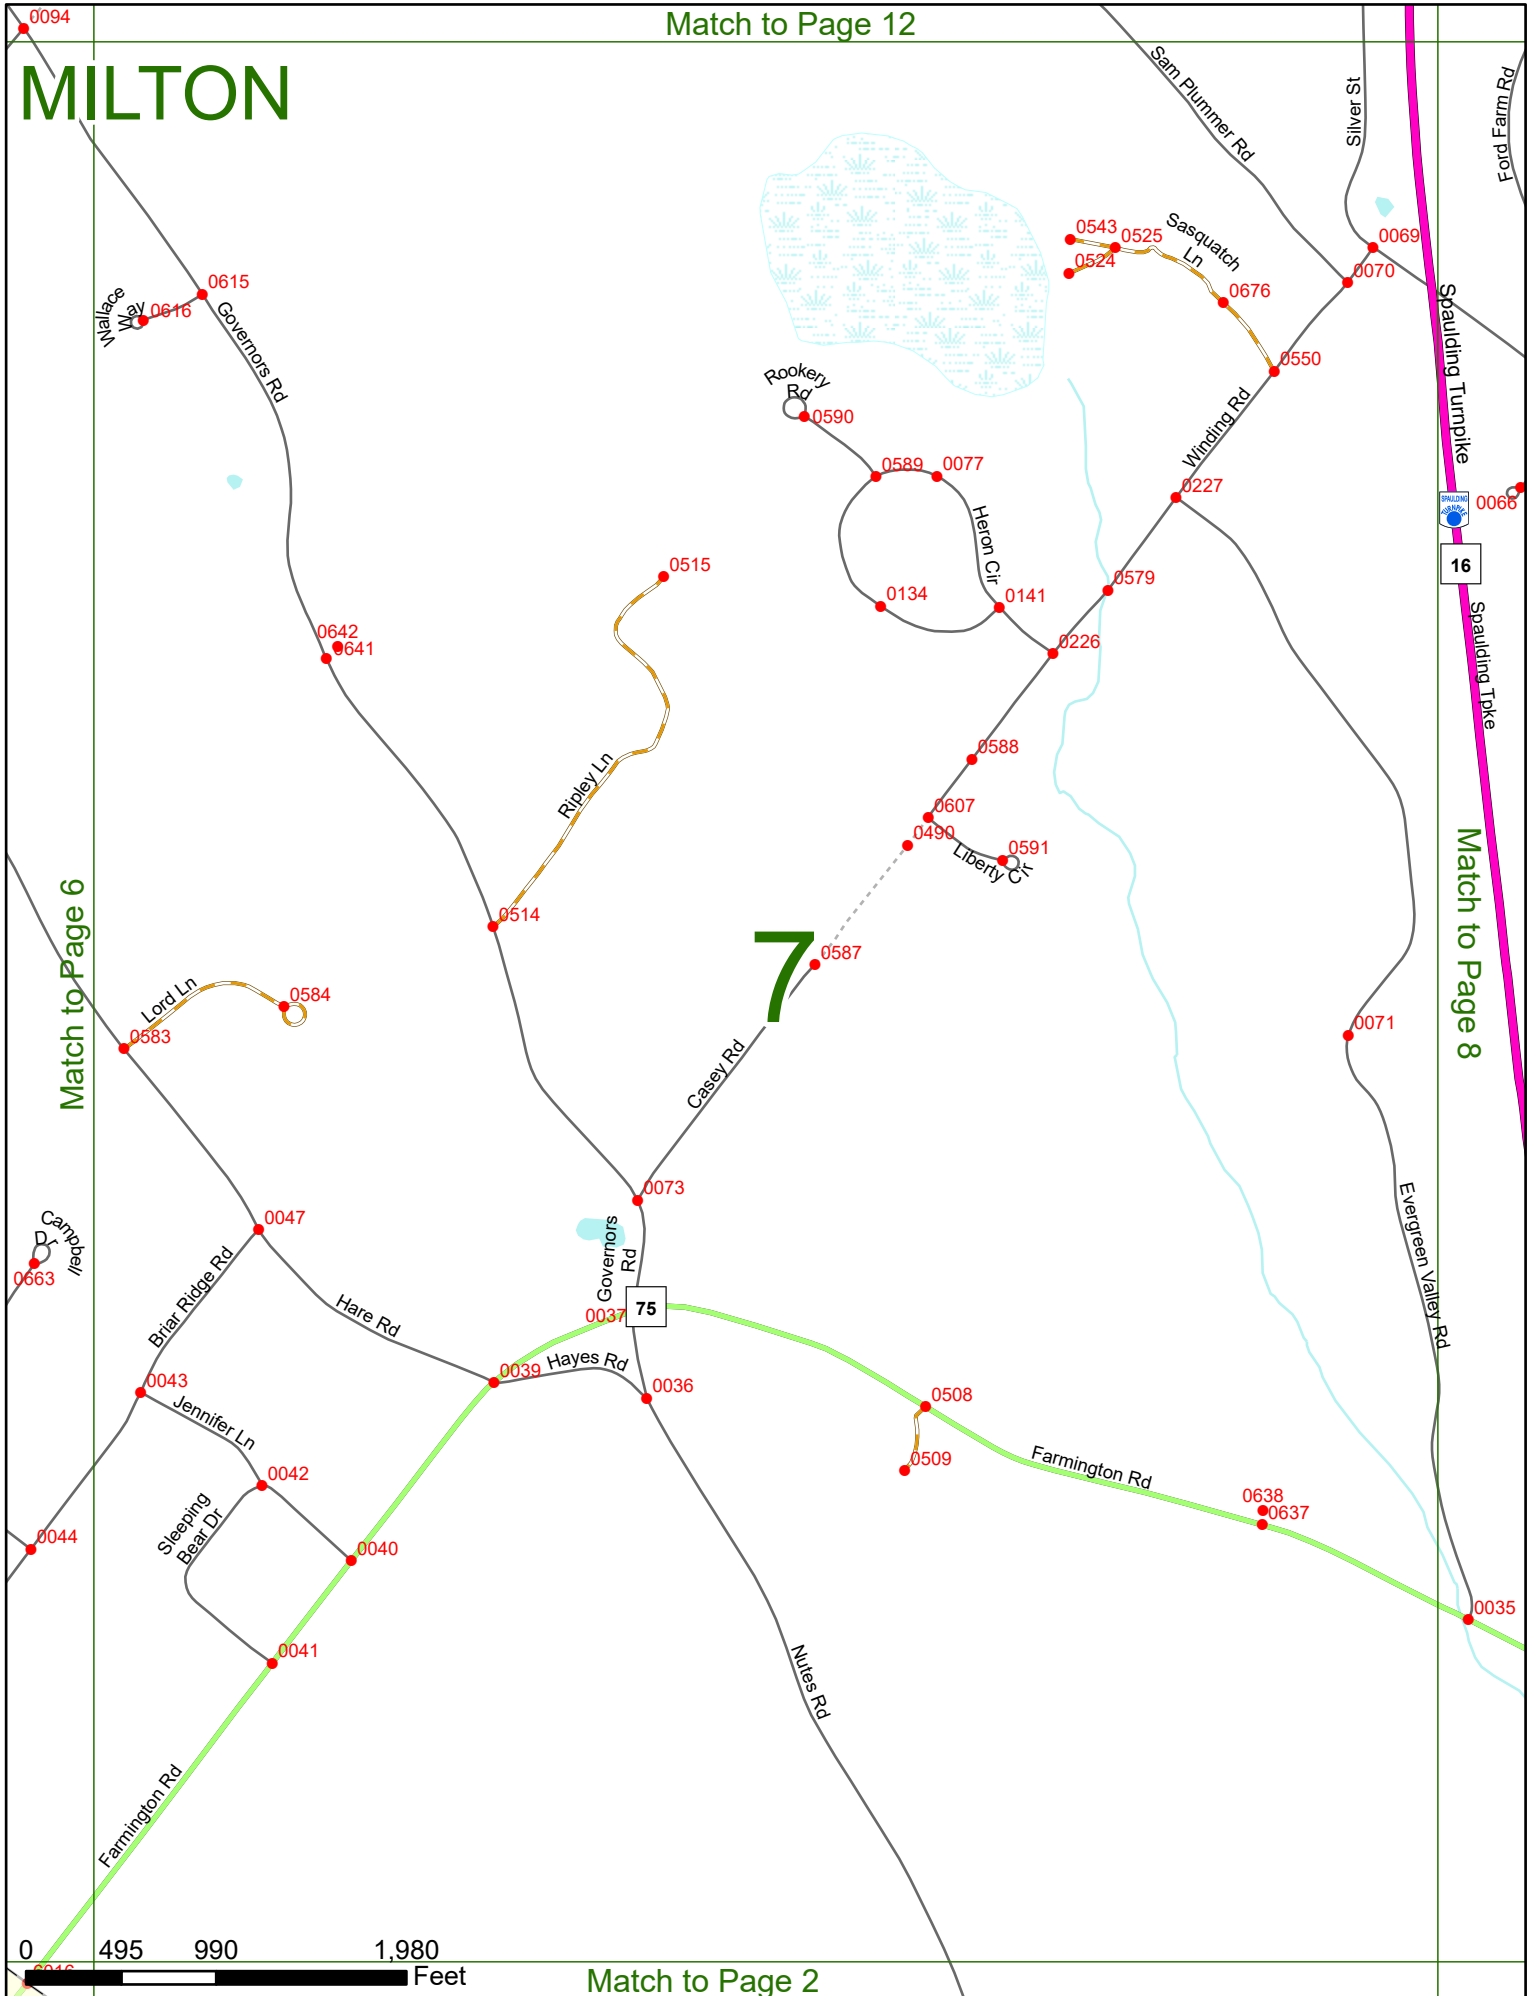 0094
Match to Page 12
MILTON
Sam Plummer Rd
Silver St
Ford Farm Rd
0543
0525
Sasquatch
Ln
0069
0524
0070
0676
0615
0616
Wallace
Way
Governors Rd
Spaulding Turnpike
0550
Rookery
Rd
0590
Winding Rd
0589
0077
0227
0066
SPAULDING
TURNPIKE
16
Heron Cir
0515
0579
0134
0141
0642
0641
0226
Spaulding Tpke
Ripley Ln
0588
0607
0490
0591
Liberty Cir
Match to Page 6
Match to Page 8
0514
7
0587
Lord Ln
0584
0583
0071
Casey Rd
0073
0047
Campbell
Dr
0663
Governors
Rd
Evergreen Valley Rd
Briar Ridge Rd
Hare Rd
0037
75
Hayes Rd
0039
0036
0043
0508
Jennifer Ln
Farmington Rd
0509
0042
Sleeping
Bear Dr
0638
0637
0044
0040
0035
0041
Nutes Rd
Farmington Rd
0 495 990 1,980
Feet
Match to Page 2